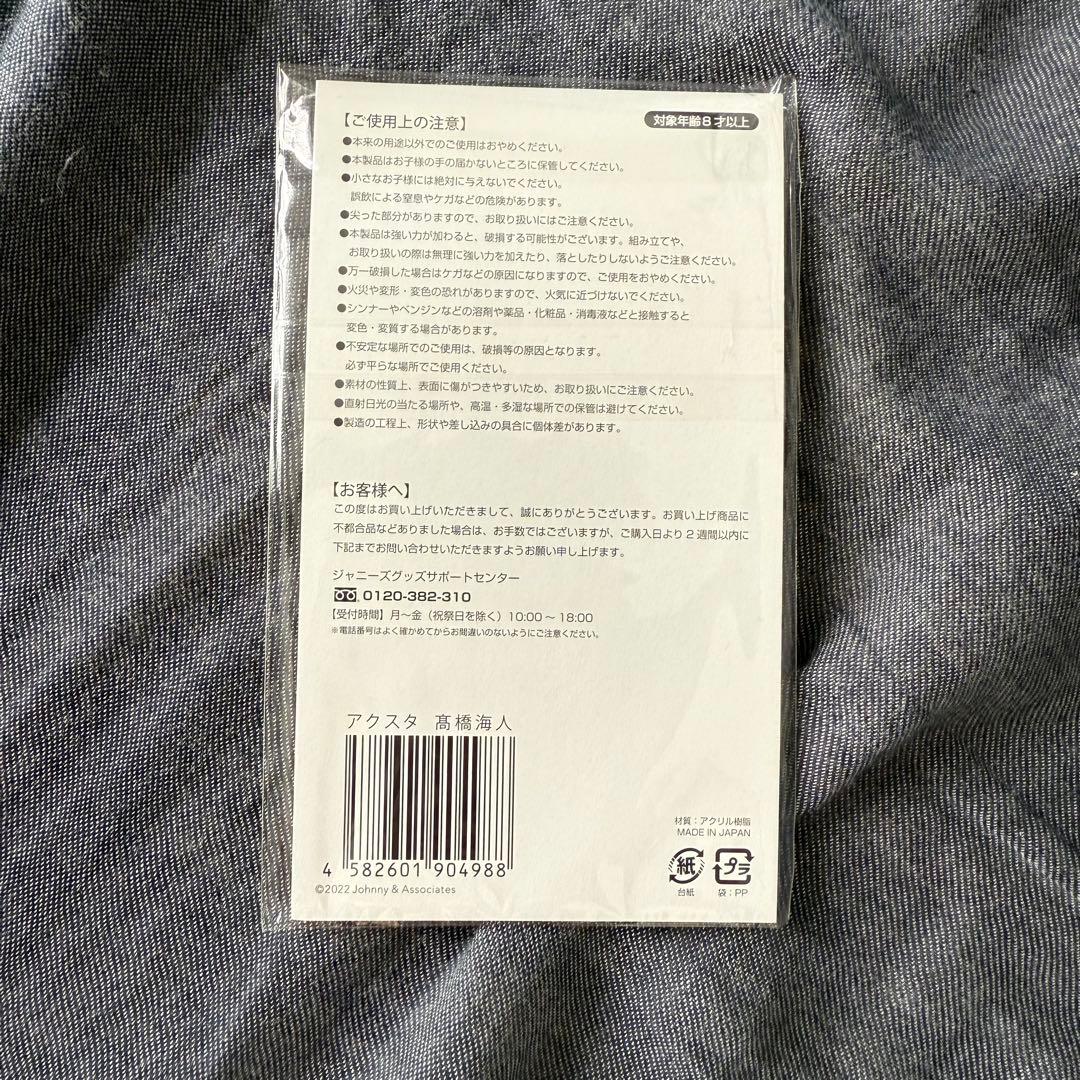 【ご使用上の注意】
対象年齢8才以上
●本来の用途以外でのご使用はおやめください。
●本製品はお子様の手の届かないところに保管してください。
●小さなお子様には絶対に与えないでください。
誤飲による窒息やケガなどの危険があります。
●尖った部分がありますので、お取り扱いにはご注意ください。
●本製品は強い力が加わると、破損する可能性がございます。組み立てや、
お取り扱いの際は無理に強い力を加えたり、落としたりしないようご注意ください。
●万一破損した場合はケガなどの原因になりますので、ご使用をおやめください。
●火災や変形・変色の恐れがありますので、火気に近づけないでください。
●シンナーやベンジンなどの溶剤や薬品・化粧品・消毒液などと接触すると
変色・変質する場合があります。
●不安定な場所でのご使用は、破損等の原因となります。
必ず平らな場所でご使用ください。
●素材の性質上、表面に傷がつきやすいため、お取り扱いにご注意ください。
●直射日光の当たる場所や、高温・多湿な場所での保管は避けてください。
●製造の工程上、形状や差し込みの具合に個体差があります。
【お客様へ】
この度はお買い上げいただきまして、誠にありがとうございます。お買い上げ商品に
不都合品などありました場合は、お手数ではございますが、ご購入日より2週間以内に
下記までお問い合わせいただきますようお願い申し上げます。
ジャニーズグッズサポートセンター
0120-382-310
【受付時間】月～金（祝祭日を除く）10:00～18:00
※電話番号はよく確かめてからお間違いのないようにご注意ください。
アクスタ 髙橋海人
4 582601 904988
©2022 Johnny & Associates
材質：アクリル樹脂
MADE IN JAPAN
紙 プラ
台紙 袋：PP